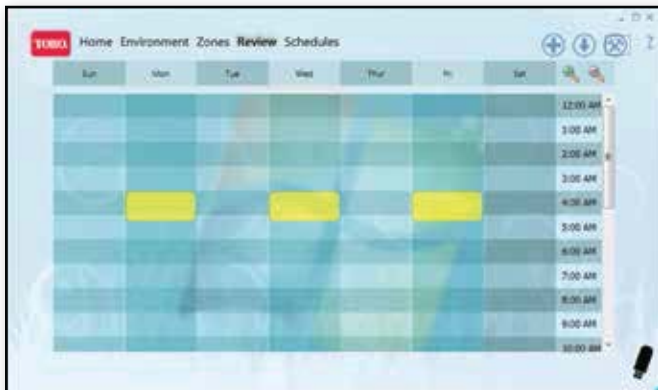 TORO. Home Environment Zones Review Schedules
Sun Mon Tue Wed Thur Fri Sat
12:00 AM
1:00 AM
2:00 AM
3:00 AM
4:00 AM
5:00 AM
6:00 AM
7:00 AM
8:00 AM
9:00 AM
10:00 AM